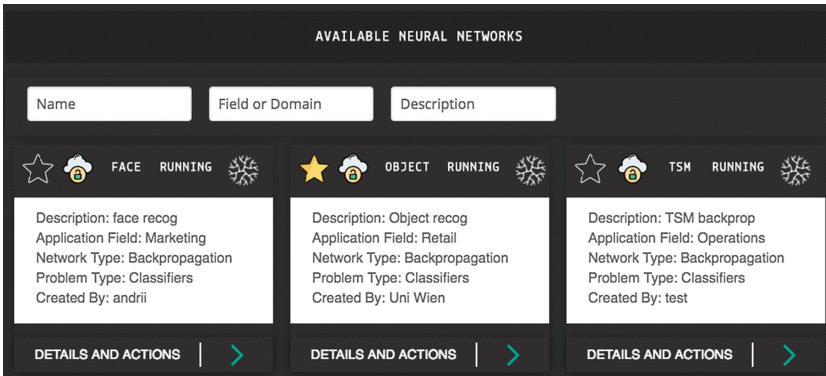 AVAILABLE NEURAL NETWORKS
Name
Field or Domain
Description
FACE RUNNING
Description: face recog
Application Field: Marketing
Network Type: Backpropagation
Problem Type: Classifiers
Created By: andrii
DETAILS AND ACTIONS
OBJECT RUNNING
Description: Object recog
Application Field: Retail
Network Type: Backpropagation
Problem Type: Classifiers
Created By: Uni Wien
DETAILS AND ACTIONS
TSM RUNNING
Description: TSM backprop
Application Field: Operations
Network Type: Backpropagation
Problem Type: Classifiers
Created By: test
DETAILS AND ACTIONS